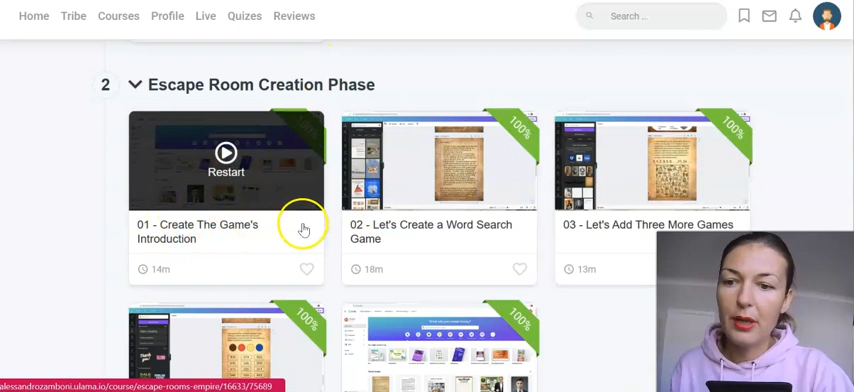 Home Tribe Courses Profile Live Quizes Reviews Search ...
2 Escape Room Creation Phase
100% 100% 100%
Restart
01 - Create The Game's
Introduction
02 - Let's Create a Word Search
Game
03 - Let's Add Three More Games
14m 18m 13m
100% 100%
alessandrozamboni.ulama.io/course/escape-rooms-empire/16633/75689